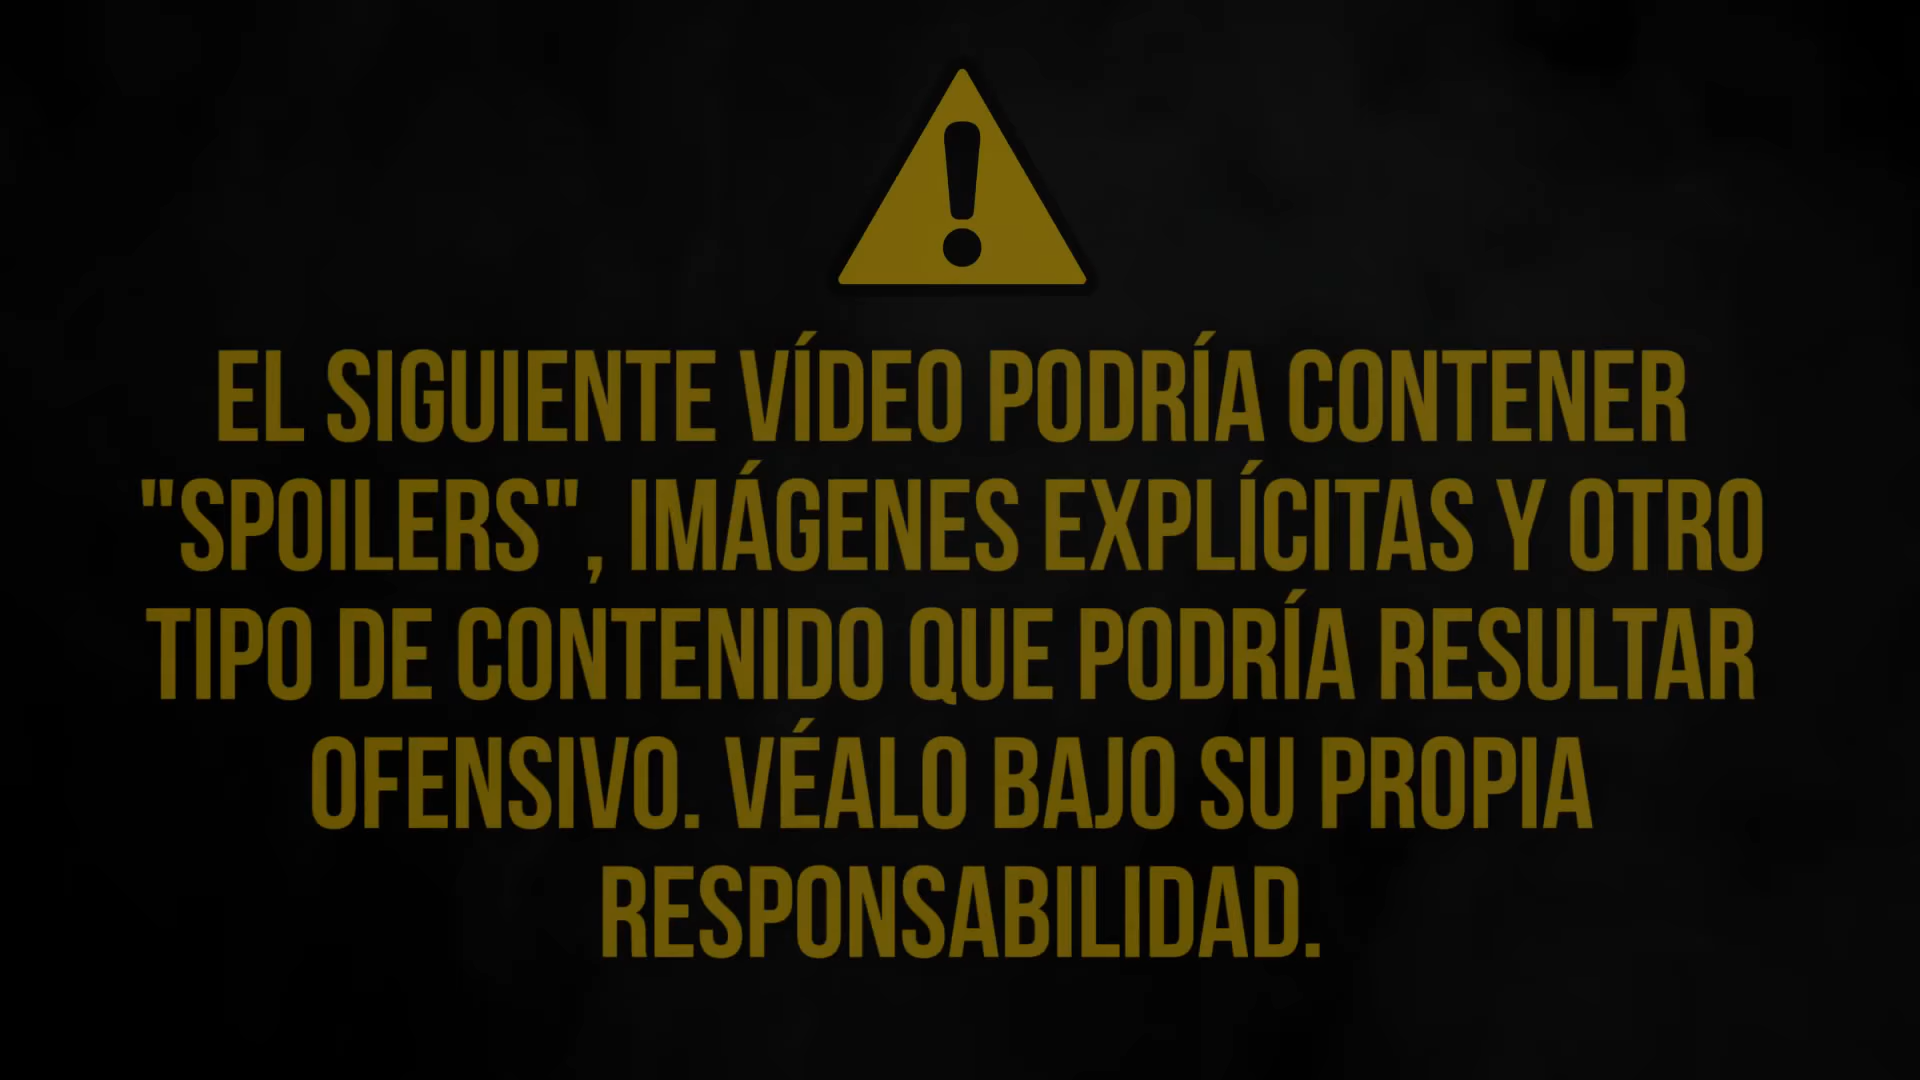 EL SIGUIENTE VÍDEO PODRÍA CONTENER
"SPOILERS", IMÁGENES EXPLÍCITAS Y OTRO
TIPO DE CONTENIDO QUE PODRÍA RESULTAR
OFENSIVO. VÉALO BAJO SU PROPIA
RESPONSABILIDAD.